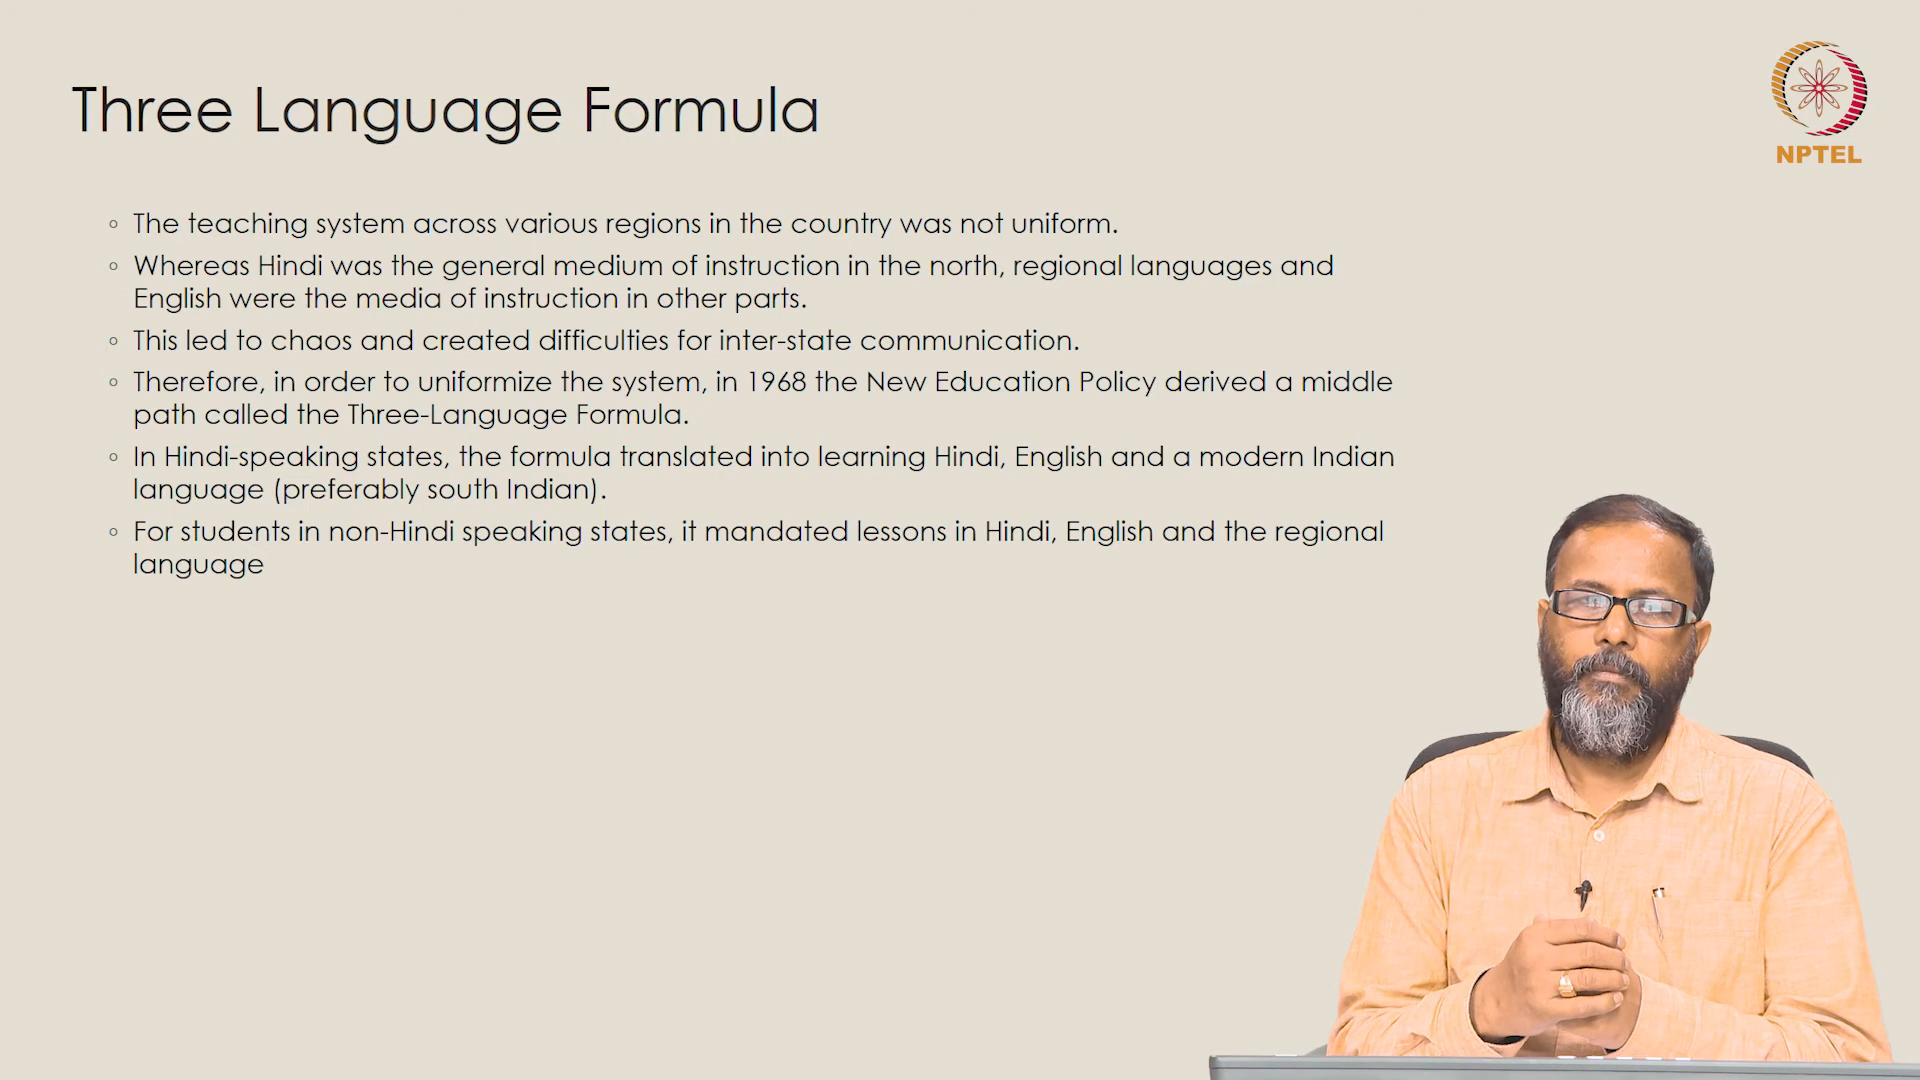 Three Language Formula
NPTEL
◦ The teaching system across various regions in the country was not uniform.
◦ Whereas Hindi was the general medium of instruction in the north, regional languages and
English were the media of instruction in other parts.
◦ This led to chaos and created difficulties for inter-state communication.
◦ Therefore, in order to uniformize the system, in 1968 the New Education Policy derived a middle
path called the Three-Language Formula.
◦ In Hindi-speaking states, the formula translated into learning Hindi, English and a modern Indian
language (preferably south Indian).
◦ For students in non-Hindi speaking states, it mandated lessons in Hindi, English and the regional
language